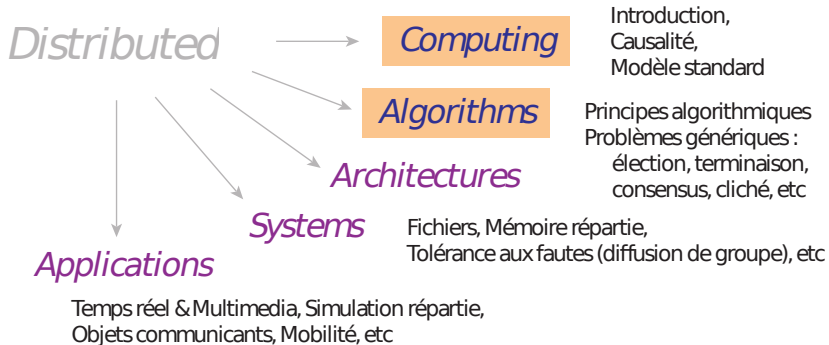 Distributed
Computing
Introduction,
Causalité,
Modèle standard
Algorithms
Principes algorithmiques
Problèmes génériques :
élection, terminaison,
consensus, cliché, etc
Architectures
Systems
Fichiers, Mémoire répartie,
Tolérance aux fautes (diffusion de groupe), etc
Applications
Temps réel & Multimedia, Simulation répartie,
Objets communicants, Mobilité, etc